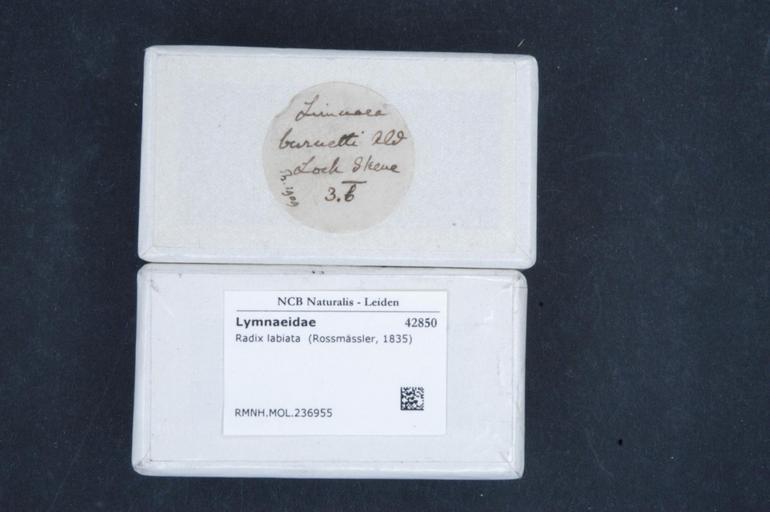 Limnaea
burnetti Ald
Loch Skene
3.6
h. 1909
NCB Naturalis - Leiden
Lymnaeidae 42850
Radix labiata (Rossmässler, 1835)
RMNH.MOL.236955